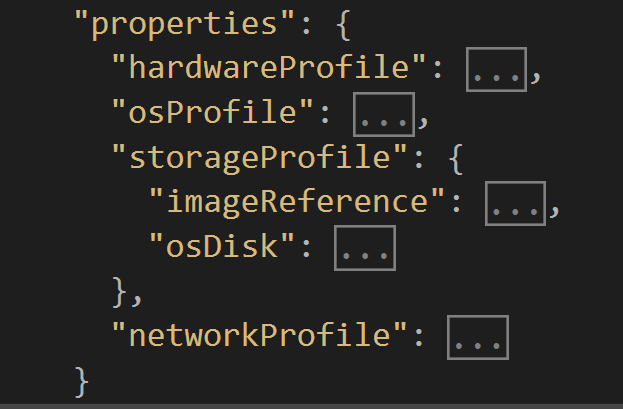 "properties": {
"hardwareProfile": ...,
"osProfile": ...,
"storageProfile": {
"imageReference": ...,
"osDisk": ...
},
"networkProfile": ...
}